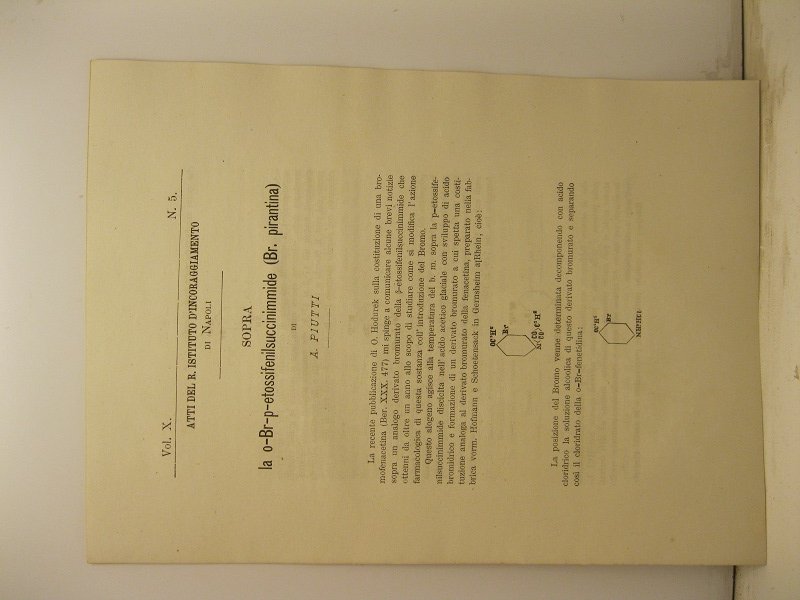 Vol. X. N. 5.
ATTI DEL R. ISTITUTO D'INCORAGGIAMENTO
DI NAPOLI
SOPRA
la o-Br-p-etossifenilsuccinimmide (Br. pirantina)
DI
A. PIUTTI
La recente pubblicazione di O. Hodurek sulla costituzione di una bro-
mofenacetina (Ber. XXX. 477) mi spinge a comunicare alcune brevi notizie
sopra un analogo derivato bromurato della p-etossifenilsuccinimmide che
ottenni da oltre un anno allo scopo di studiare come si modifica l'azione
farmacologica di questa sostanza coll'introduzione del Bromo.
Questo alogeno agisce alla temperatura del b. m. sopra la p-etossife-
nilsuccinimmide disciolta nell'acido acetico glaciale con sviluppo di acido
bromidrico e formazione di un derivato bromurato a cui spetta una costi-
tuzione analoga al derivato bromurato della fenacetina, preparato nella fab-
brica vorm. Hofmann e Schoetensack in Gernsheim a[Rhein, cioè:
OC²H⁵
Br
La posizione del Bromo venne determinata decomponendo con acido
cloridrico la soluzione alcoolica di questo derivato bromurato e separando
così il cloridrato della o-Br-fenetidina:
OC²H⁵
Br
NH²HCl